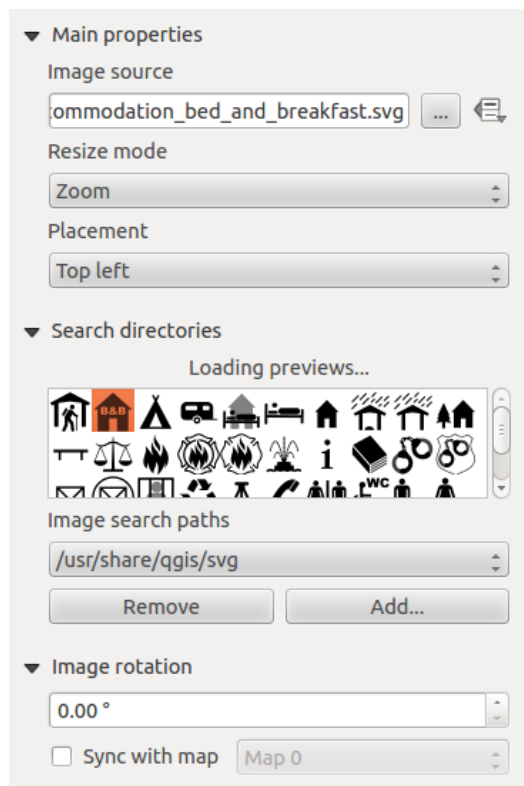 Main properties
Image source
ommodation_bed_and_breakfast.svg ...
Resize mode
Zoom
Placement
Top left
Search directories
Loading previews...
B&B
i
WC
Image search paths
/usr/share/qgis/svg
Remove Add...
Image rotation
0.00 °
Sync with map Map 0